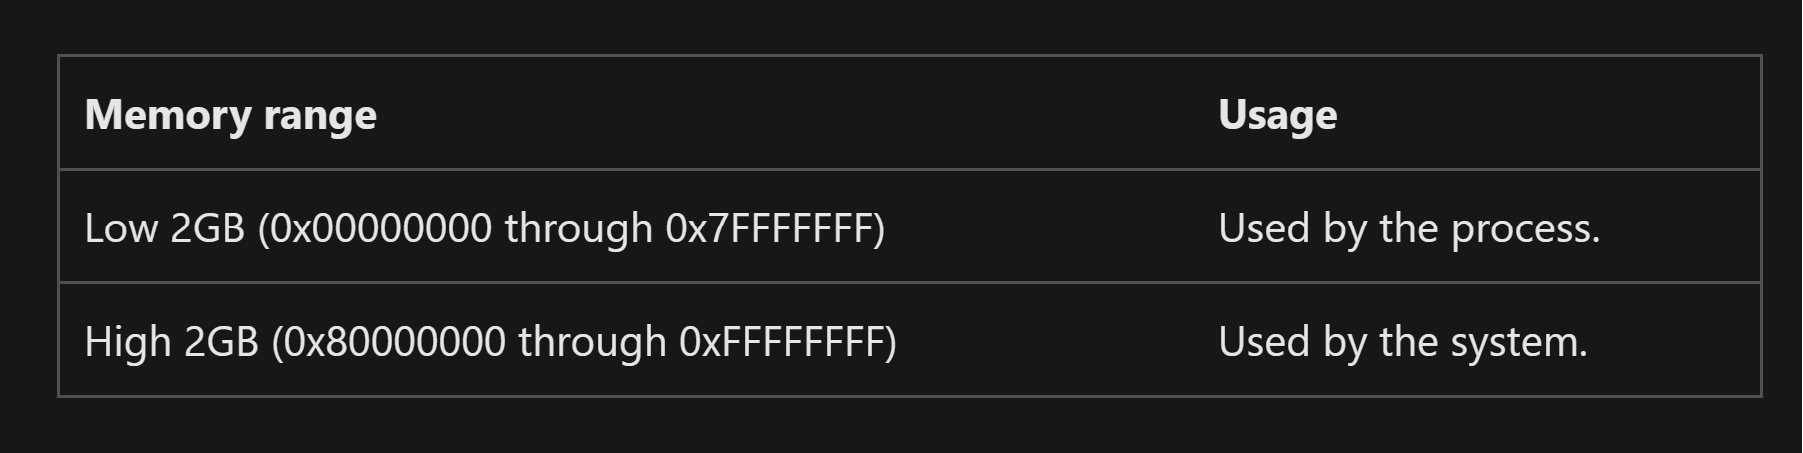 Memory range Usage
Low 2GB (0x00000000 through 0x7FFFFFFF) Used by the process.
High 2GB (0x80000000 through 0xFFFFFFFF) Used by the system.